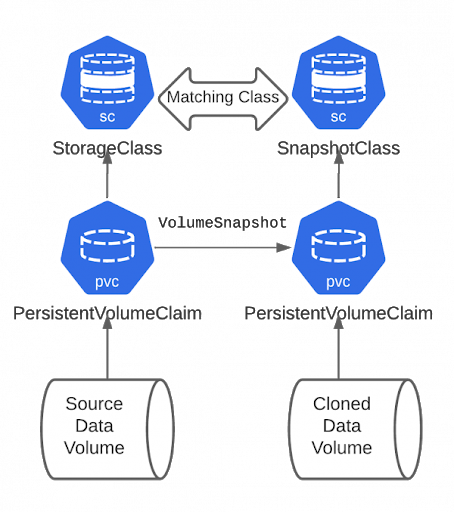 sc
Matching Class
sc
StorageClass
SnapshotClass
VolumeSnapshot
pvc
pvc
PersistentVolumeClaim
PersistentVolumeClaim
Source
Data
Volume
Cloned
Data
Volume